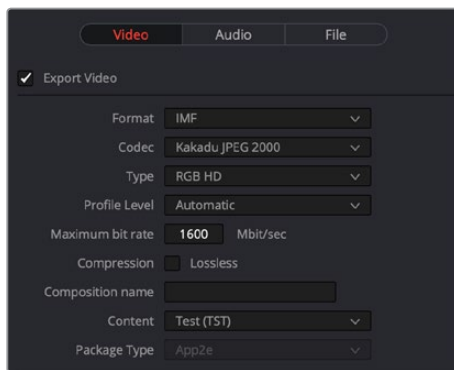 Video Audio File
Export Video
Format IMF
Codec Kakadu JPEG 2000
Type RGB HD
Profile Level Automatic
Maximum bit rate 1600 Mbit/sec
Compression Lossless
Composition name
Content Test (TST)
Package Type App2e